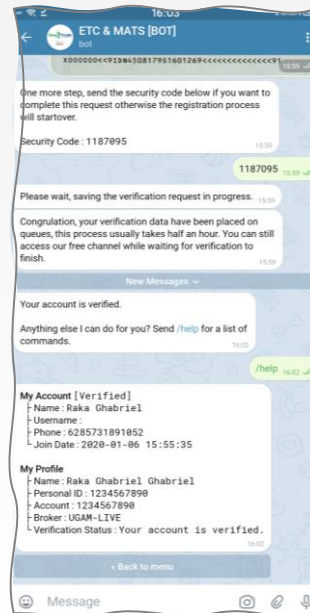 16:03
ETC & MATS [BOT]
bot
15:59
One more step, send the security code below if you want to
complete this request otherwise the registration process
will startover.
Security Code : 1187095
15:59
1187095 15:59
Please wait, saving the verification request in progress. 15:59
Congrulation, your verification data have been placed on
queues, this process usually takes half an hour. You can still
access our free channel while waiting for verification to
finish.
15:59
New Messages
Your account is verified.
Anything else I can do for you? Send /help for a list of
commands.
16:02
/help 16:02
My Account [Verified]
Name : Raka Ghabriel
Username :
Phone : 6285731891052
Join Date : 2020-01-06 15:55:35
My Profile
Name : Raka Ghabriel Ghabriel
Personal ID : 1234567890
Account : 1234567890
Broker : UGAM-LIVE
Verification Status : Your account is verified.
16:02
« Back to menu
Message